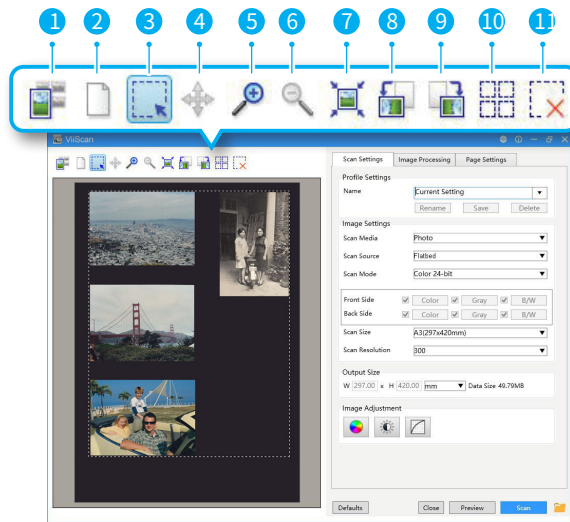 1 2 3 4 5 6 7 8 9 10 11
ViiScan
Scan Settings Image Processing Page Settings
Profile Settings
Name Current Setting
Rename Save Delete
Image Settings
Scan Media Photo
Scan Source Flatbed
Scan Mode Color 24-bit
Front Side Color Gray B/W
Back Side Color Gray B/W
Scan Size A3(297x420mm)
Scan Resolution 300
Output Size
W 297.00 x H 420.00 mm Data Size 49.79MB
Image Adjustment
Defaults Close Preview Scan